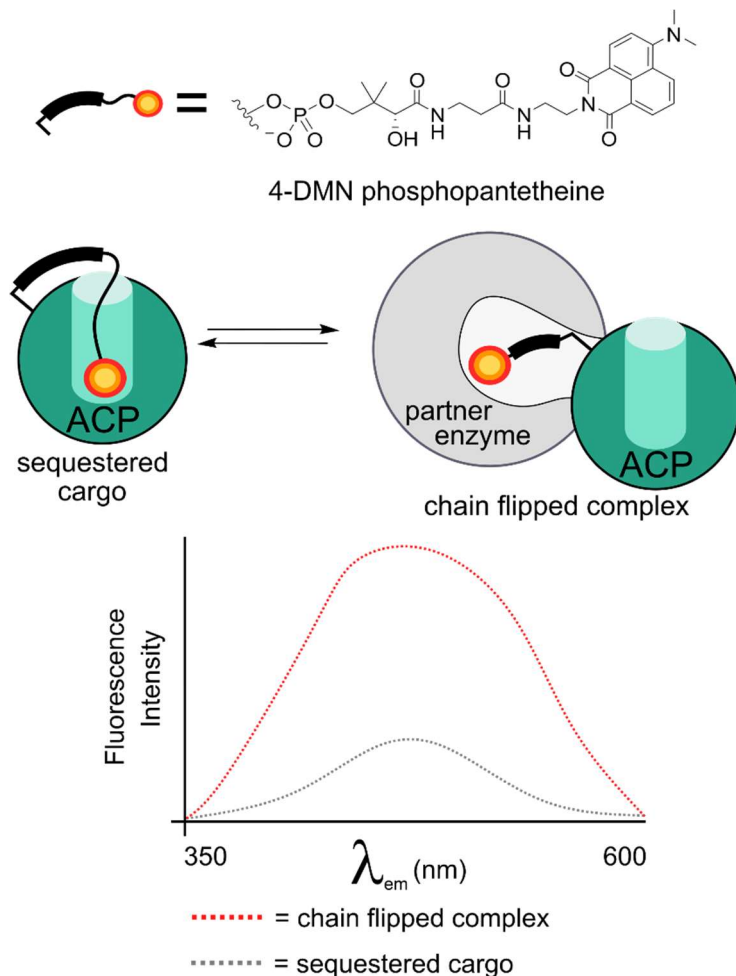 N
O
O
O
O
P
O
O
O
OH
N
H
N
H
N
O
O
4-DMN phosphopantetheine
ACP
sequestered
cargo
partner
enzyme
ACP
chain flipped complex
Fluorescence
Intensity
350
λem (nm)
600
= chain flipped complex
= sequestered cargo